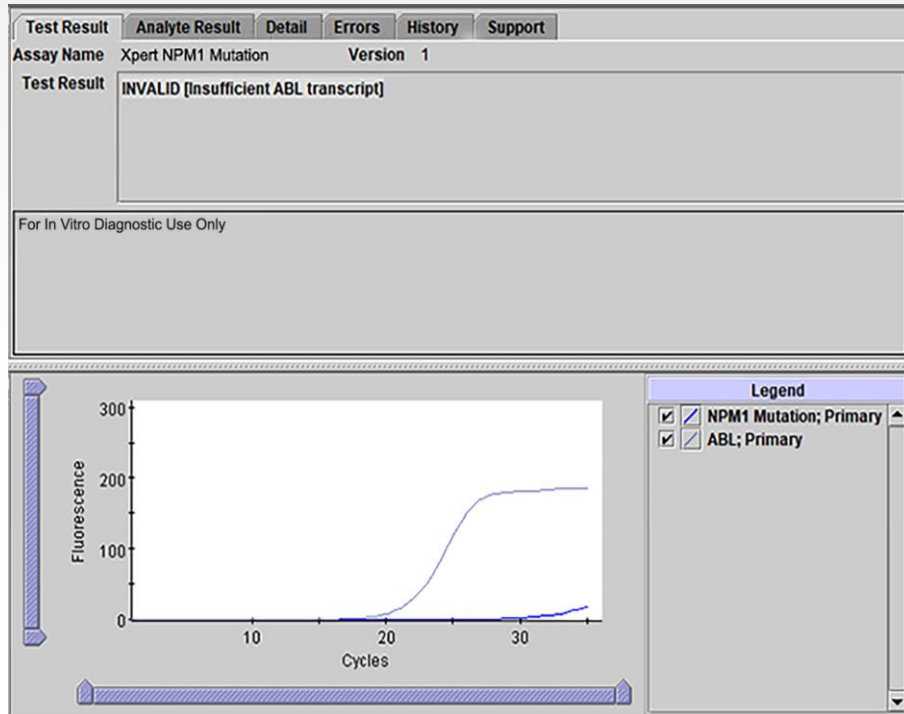 Test Result Analyte Result Detail Errors History Support
Assay Name Xpert NPM1 Mutation Version 1
Test Result INVALID [Insufficient ABL transcript]
For In Vitro Diagnostic Use Only
Legend
NPM1 Mutation; Primary
ABL; Primary
300
200
100
0
Fluorescence
10 20 30
Cycles